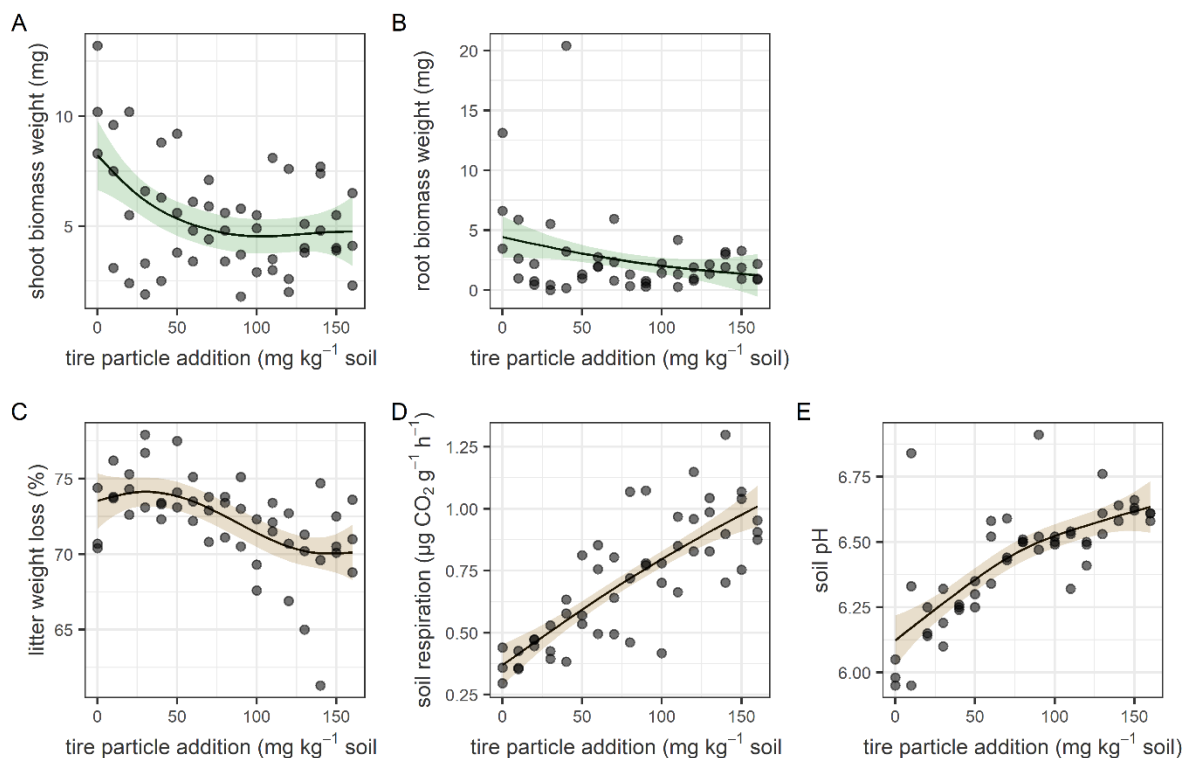 A
shoot biomass weight (mg)
10
5
0
50
100
150
tire particle addition (mg kg⁻¹ soil
B
root biomass weight (mg)
20
15
10
5
0
0
50
100
150
tire particle addition (mg kg⁻¹ soil)
C
litter weight loss (%)
75
70
65
0
50
100
150
tire particle addition (mg kg⁻¹ soil
D
soil respiration (µg CO₂ g⁻¹ h⁻¹)
1.25
1.00
0.75
0.50
0.25
0
50
100
150
tire particle addition (mg kg⁻¹ soil
E
soil pH
6.75
6.50
6.25
6.00
0
50
100
150
tire particle addition (mg kg⁻¹ soil)